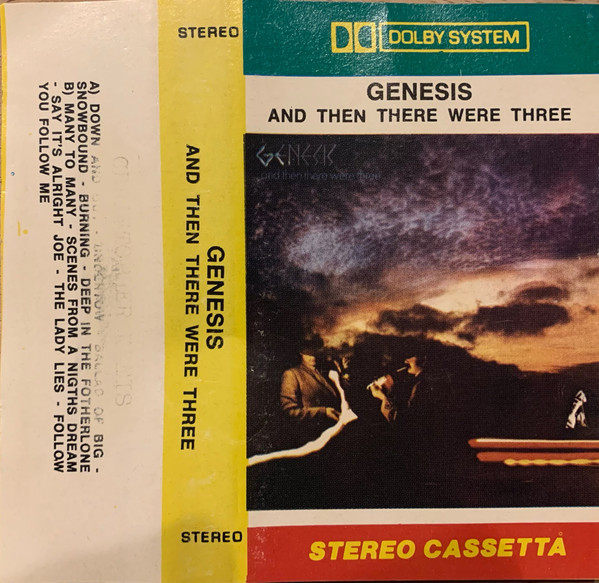 DOLBY SYSTEM
GENESIS
AND THEN THERE WERE THREE
GENESIS
and then there were three
STEREO CASSETTA
STEREO
GENESIS
AND THEN THERE WERE THREE
STEREO
A) DOWN AND - BALLAD OF BIG -
SNOWBOUND - BURNING - DEEP IN THE FOTHERLONE
B) MANY TO MANY - SCENES FROM A NIGTHS DREAM
- SAY IT'S ALRIGHT JOE - THE LADY LIES - FOLLOW
YOU FOLLOW ME